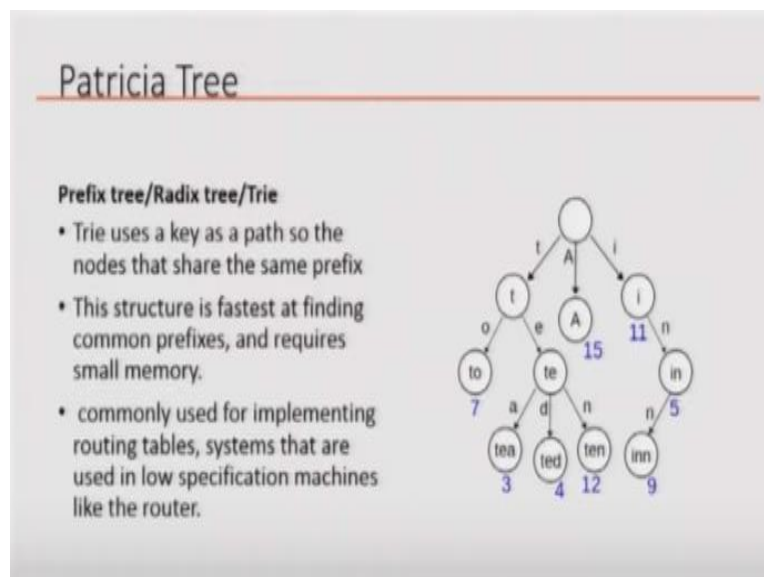 Patricia Tree
Prefix tree/Radix tree/Trie
• Trie uses a key as a path so the
nodes that share the same prefix
• This structure is fastest at finding
common prefixes, and requires
small memory.
• commonly used for implementing
routing tables, systems that are
used in low specification machines
like the router.
t A i
t A i
15 11
o e n
to te in
7 5
a d n n
tea ted ten inn
3 4 12 9